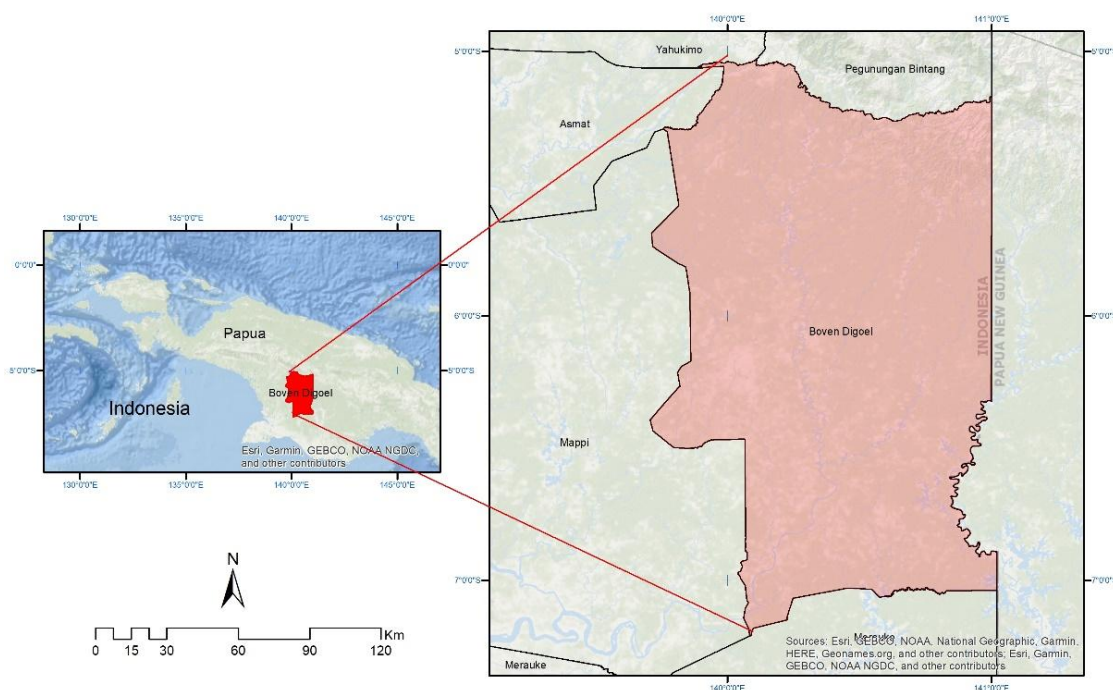 130°0'0"E 135°0'0"E 140°0'0"E 145°0'0"E
0°0'0" 0°0'0"
Papua
5°0'0"S 5°0'0"S
Boven Digoel
Indonesia
Esri, Garmin, GEBCO, NOAA NGDC,
and other contributors
130°0'0"E 135°0'0"E 140°0'0"E 145°0'0"E
N
Km
0 15 30 60 90 120
140°0'0"E 141°0'0"E
5°0'0"S 5°0'0"S
Yahukimo
Pegunungan Bintang
Asmat
INDONESIA
PAPUA NEW GUINEA
6°0'0"S 6°0'0"S
Boven Digoel
Mappi
7°0'0"S 7°0'0"S
Merauke
Sources: Esri, GEBCO, NOAA, National Geographic, Garmin,
HERE, Geonames.org, and other contributors; Esri, Garmin,
GEBCO, NOAA NGDC, and other contributors
Merauke
140°0'0"E 141°0'0"E